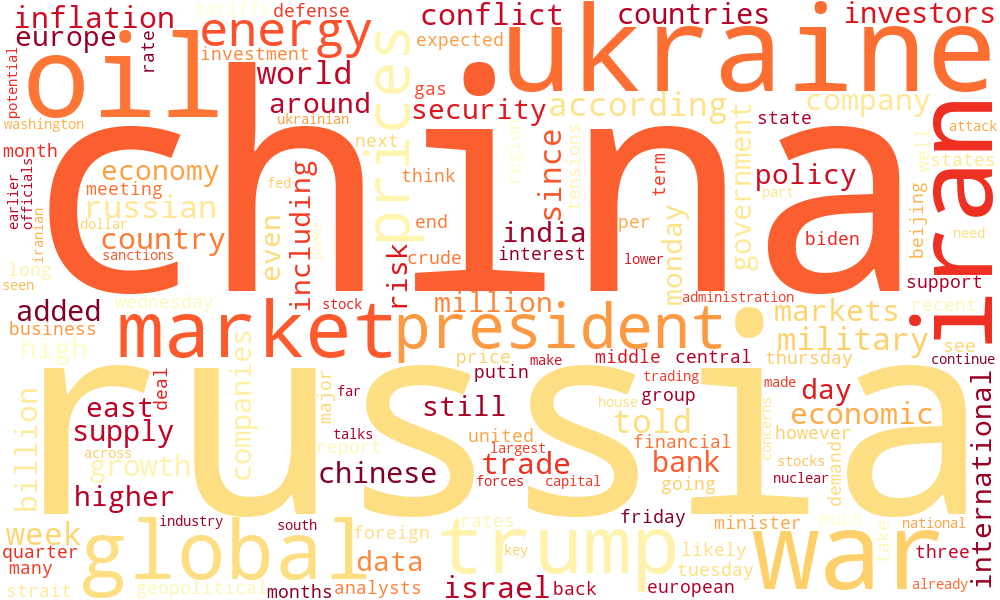 inflation
tariffs
defense
energy
conflict
countries
investors
europe
rate
potential
oil
investment
prices
expected
ukraine
world
around
gas
security
according
company
washington
ukrainian
next
state
attack
month
china
iran
economy
meeting
russian
dollar
country
sanctions
fed
power
including
even
risk
think
end
crude
region
since
tensions
term
per
india
interest
lower
monday
government
policy
part
biden
beijing
well
states
need
support
earlier
officials
iranian
long
seen
added
business
high
wednesday
stock
million
administration
markets
recent
market
president
military
see
continue
price
make
middle
central
thursday
putin
trading
group
made
day
russia
billion
east
supply
deal
across
growth
higher
companies
major
far
talks
report
chinese
still
united
largest
trade
forces
capital
house
told
financial
bank
going
concerns
however
stocks
nuclear
demand
economic
international
week
quarter
many
strait
industry
global
geopolitical
south
months
foreign
data
analysts
rates
key
trump
israel
back
friday
european
minister
likely
tuesday
much
war
take
national
three
already